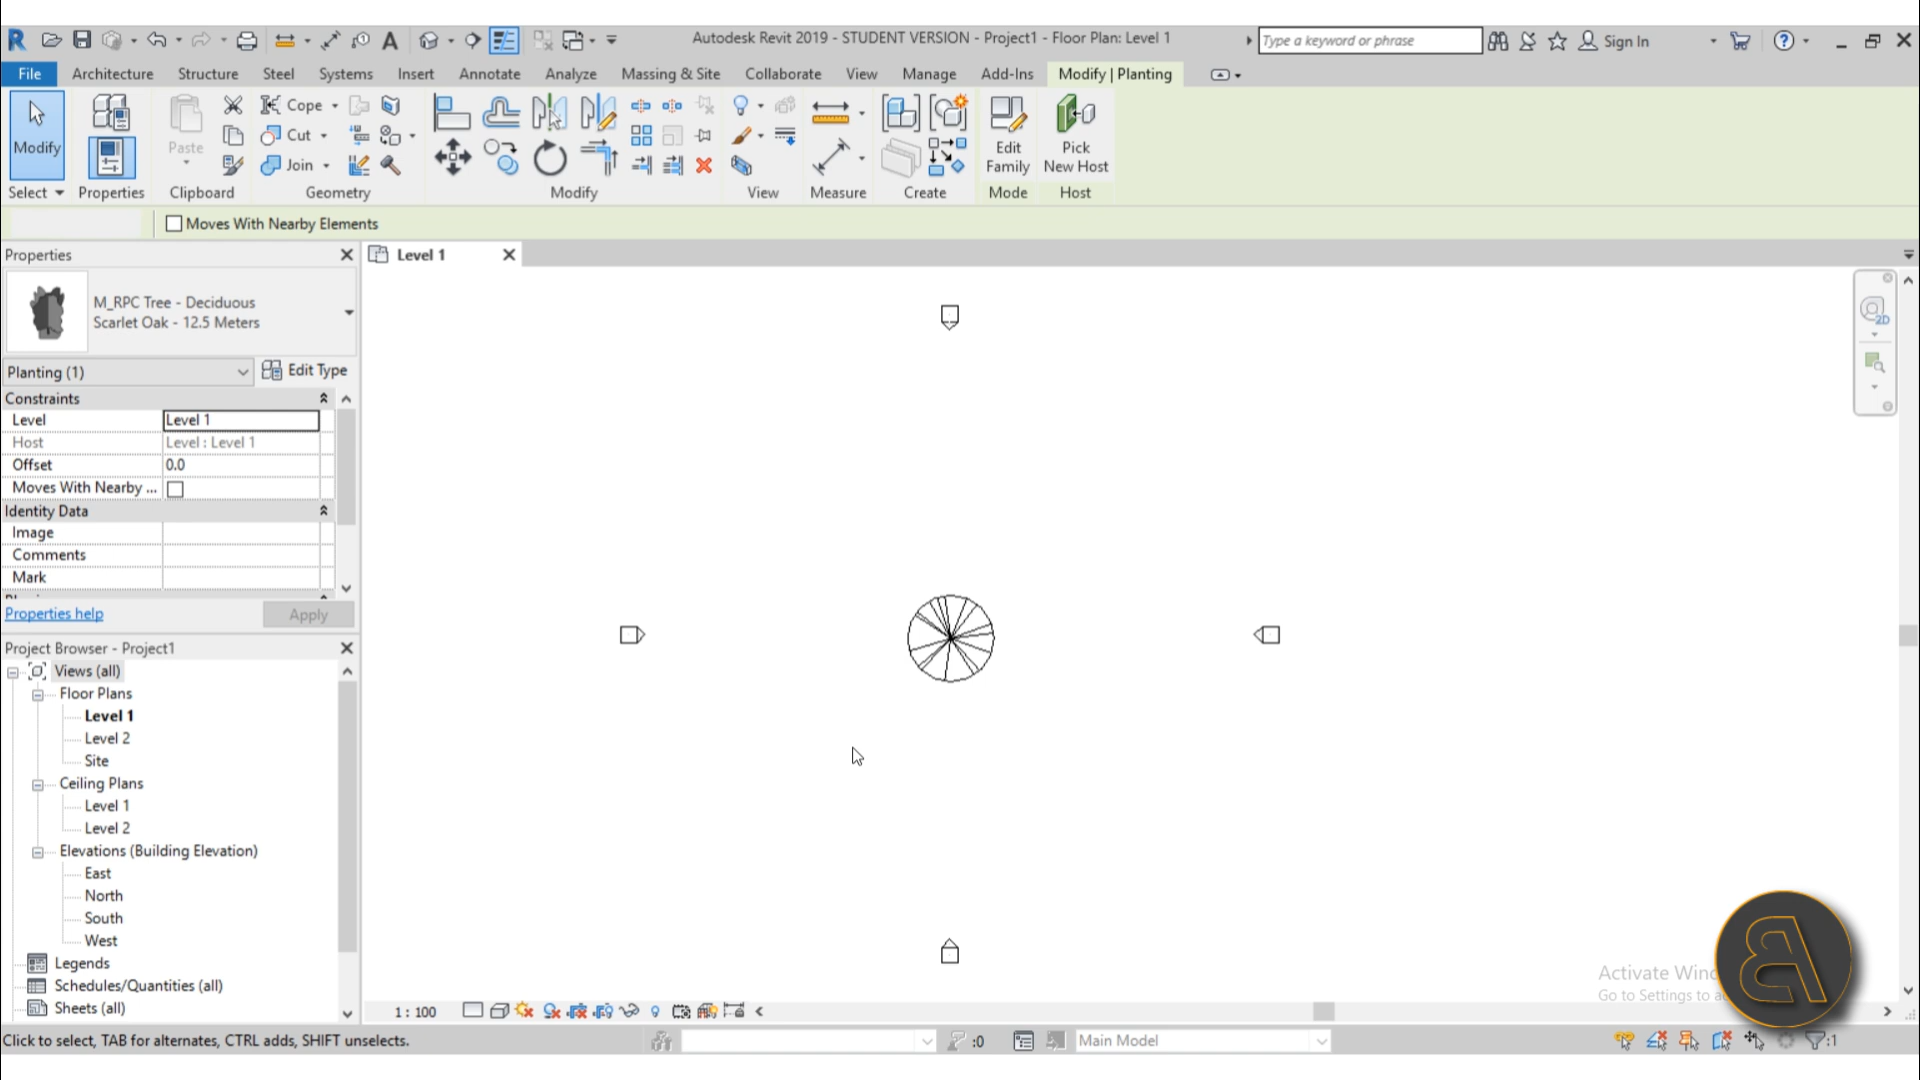 Autodesk Revit 2019 - STUDENT VERSION - Project1 - Floor Plan: Level 1
Type a keyword or phrase
Sign In
File Architecture Structure Steel Systems Insert Annotate Analyze Massing & Site Collaborate View Manage Add-Ins Modify | Planting
Modify
Paste
Cope
Cut
Join
Edit Family
Pick New Host
Select Properties Clipboard Geometry Modify View Measure Create Mode Host
Moves With Nearby Elements
Properties
Level 1
M_RPC Tree - Deciduous
Scarlet Oak - 12.5 Meters
Planting (1)
Edit Type
Constraints
Level Level 1
Host Level : Level 1
Offset 0.0
Moves With Nearby ...
Identity Data
Image
Comments
Mark
Properties help
Apply
2D
Project Browser - Project1
Views (all)
Floor Plans
Level 1
Level 2
Site
Ceiling Plans
Level 1
Level 2
Elevations (Building Elevation)
East
North
South
West
Legends
Schedules/Quantities (all)
Sheets (all)
Activate Wind
Go to Settings to a
1 : 100
Click to select, TAB for alternates, CTRL adds, SHIFT unselects.
:0
Main Model
:1